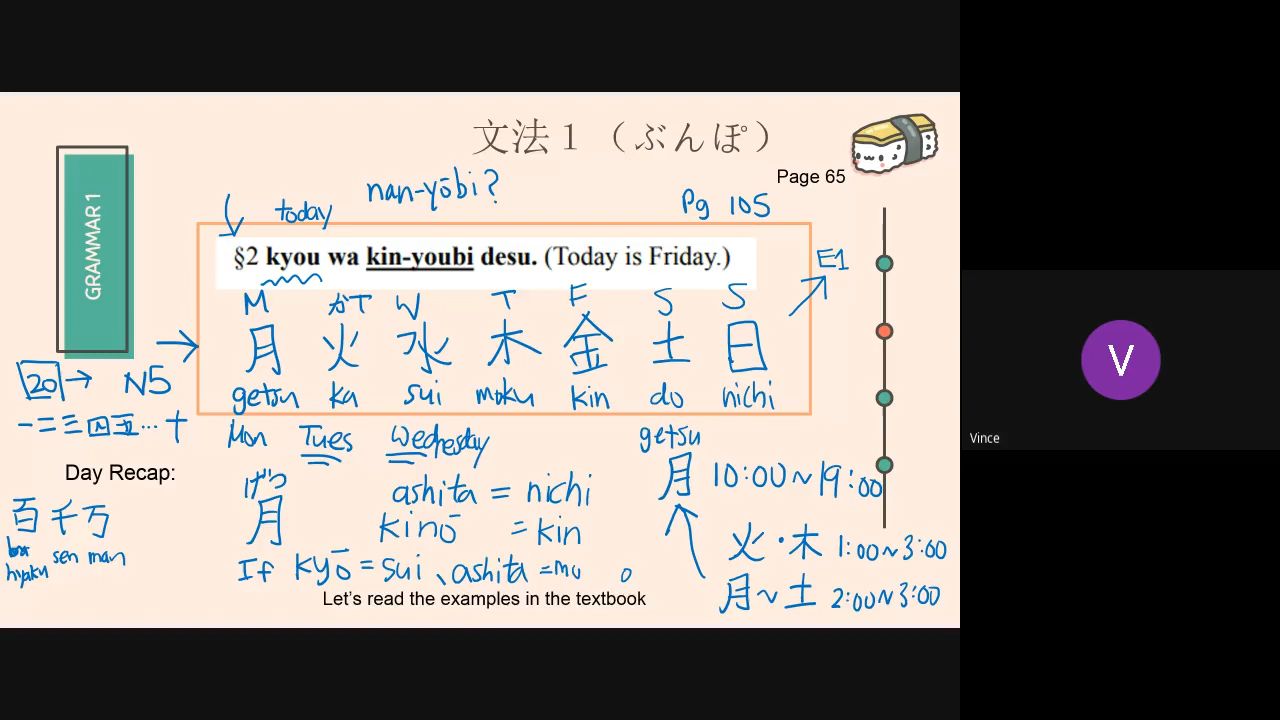 文法１（ぶんぽ）
Page 65
GRAMMAR 1
nan-yōbi?
today
Pg 105
§2 kyou wa kin-youbi desu. (Today is Friday.)
E1
M T W T F S S
月 火 水 木 金 土 日
getsu ka sui moku kin do nichi
20 → N5
一二三四五... 十
Mon Tues Wednesday
Day Recap:
百 千 万
hyaku sen man
げつ
月
ashita = nichi
kinō = kin
If kyō = sui、ashita = mo
getsu
月 10:00~19:00
火・木 1:00~3:00
月~土 2:00~3:00
Let's read the examples in the textbook
V
Vince